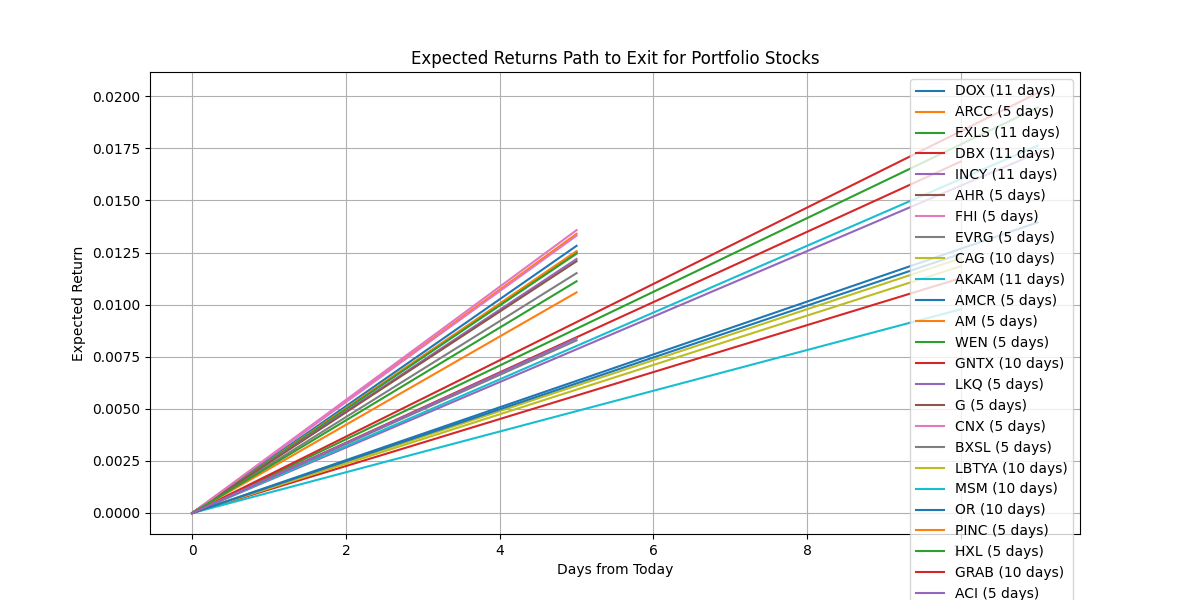 Expected Returns Path to Exit for Portfolio Stocks
Expected Return
0.0200
0.0175
0.0150
0.0125
0.0100
0.0075
0.0050
0.0025
0.0000
0
2
4
6
8
Days from Today
DOX (11 days)
ARCC (5 days)
EXLS (11 days)
DBX (11 days)
INCY (11 days)
AHR (5 days)
FHI (5 days)
EVRG (5 days)
CAG (10 days)
AKAM (11 days)
AMCR (5 days)
AM (5 days)
WEN (5 days)
GNTX (10 days)
LKQ (5 days)
G (5 days)
CNX (5 days)
BXSL (5 days)
LBTYA (10 days)
MSM (10 days)
OR (10 days)
PINC (5 days)
HXL (5 days)
GRAB (10 days)
ACI (5 days)